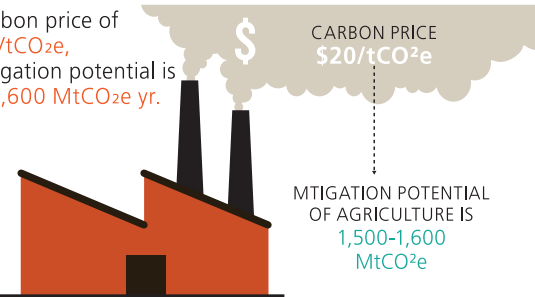 bon price of
/tCO2e,
gation potential is
,600 MtCO2e yr.
$
CARBON PRICE
$20/tCO²e
MTIGATION POTENTIAL
OF AGRICULTURE IS
1,500-1,600
MtCO²e